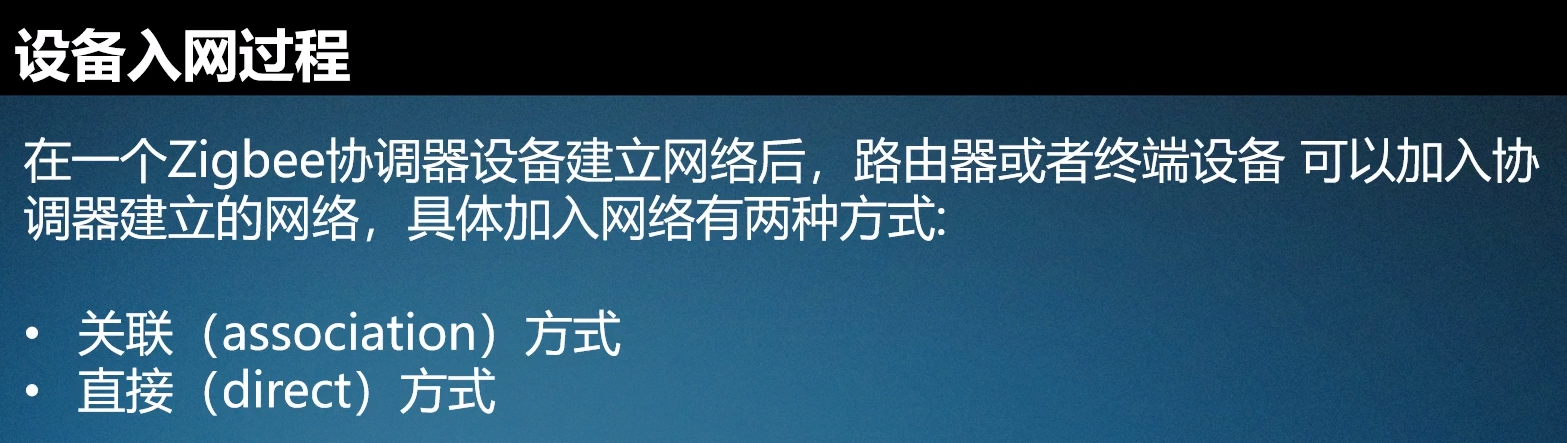 设备入网过程
在一个Zigbee协调器设备建立网络后，路由器或者终端设备 可以加入协
调器建立的网络，具体加入网络有两种方式:
• 关联（association）方式
• 直接（direct）方式